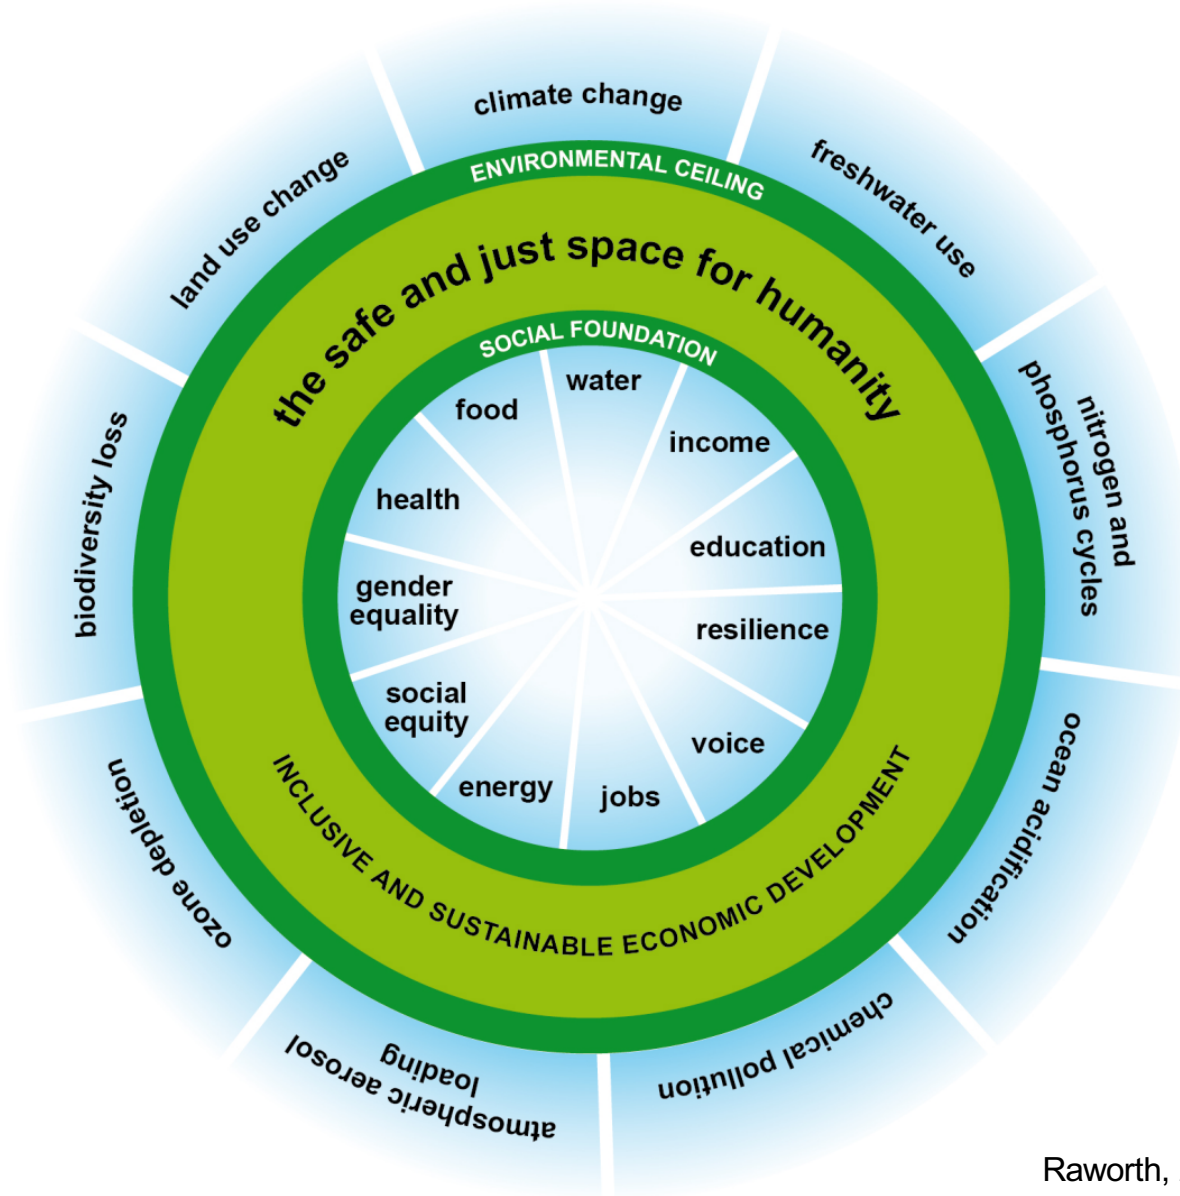 climate change
freshwater use
nitrogen and
phosphorus cycles
ocean acidification
chemical pollution
atmospheric aerosol
loading
ozone depletion
biodiversity loss
land use change
ENVIRONMENTAL CEILING
the safe and just space for humanity
SOCIAL FOUNDATION
water
income
education
resilience
voice
jobs
energy
social
equity
gender
equality
health
food
INCLUSIVE AND SUSTAINABLE ECONOMIC DEVELOPMENT
Raworth,